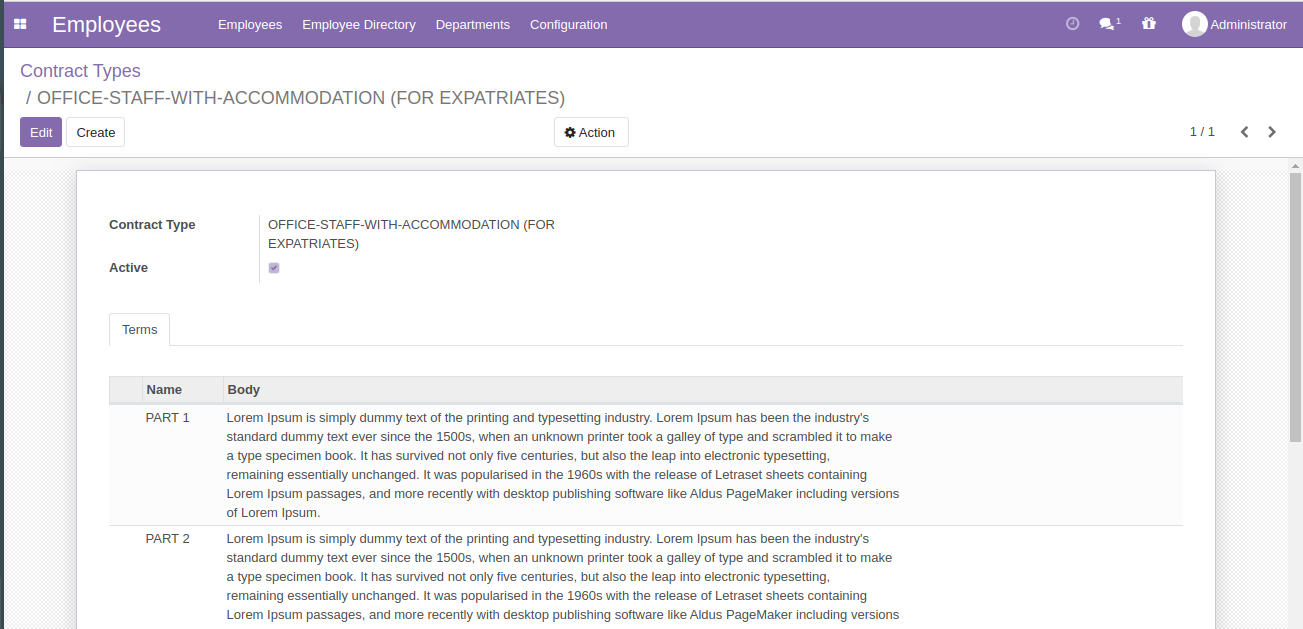 Employees Employees Employee Directory Departments Configuration 1 Administrator
Contract Types
/ OFFICE-STAFF-WITH-ACCOMMODATION (FOR EXPATRIATES)
Edit Create Action 1 / 1
Contract Type OFFICE-STAFF-WITH-ACCOMMODATION (FOR
EXPATRIATES)
Active
Terms
Name Body
PART 1 Lorem Ipsum is simply dummy text of the printing and typesetting industry. Lorem Ipsum has been the industry's
standard dummy text ever since the 1500s, when an unknown printer took a galley of type and scrambled it to make
a type specimen book. It has survived not only five centuries, but also the leap into electronic typesetting,
remaining essentially unchanged. It was popularised in the 1960s with the release of Letraset sheets containing
Lorem Ipsum passages, and more recently with desktop publishing software like Aldus PageMaker including versions
of Lorem Ipsum.
PART 2 Lorem Ipsum is simply dummy text of the printing and typesetting industry. Lorem Ipsum has been the industry's
standard dummy text ever since the 1500s, when an unknown printer took a galley of type and scrambled it to make
a type specimen book. It has survived not only five centuries, but also the leap into electronic typesetting,
remaining essentially unchanged. It was popularised in the 1960s with the release of Letraset sheets containing
Lorem Ipsum passages, and more recently with desktop publishing software like Aldus PageMaker including versions